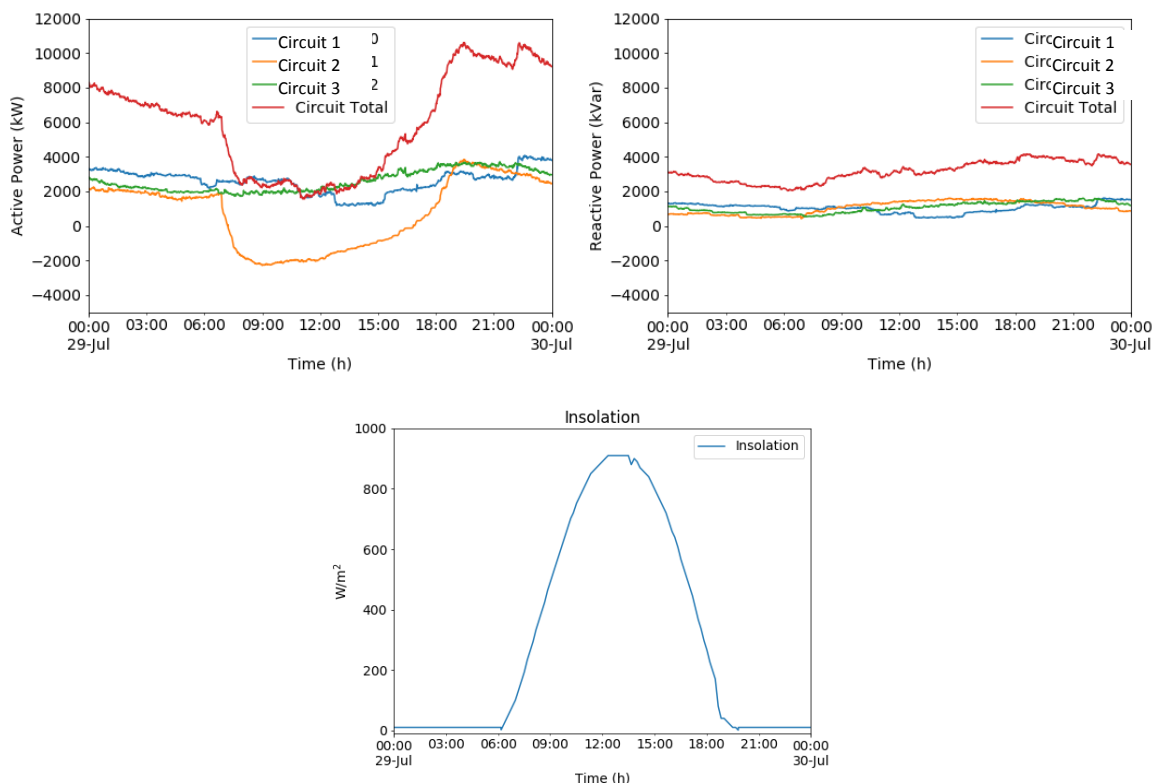 12000
10000
8000
6000
4000
2000
0
−2000
−4000
Active Power (kW)
Circuit 1 0
Circuit 2 1
Circuit 3 2
Circuit Total
00:00 03:00 06:00 09:00 12:00 15:00 18:00 21:00 00:00
29-Jul 30-Jul
Time (h)
12000
10000
8000
6000
4000
2000
0
−2000
−4000
Reactive Power (kVar)
Circ Circuit 1
Circ Circuit 2
Circ Circuit 3
Circuit Total
00:00 03:00 06:00 09:00 12:00 15:00 18:00 21:00 00:00
29-Jul 30-Jul
Time (h)
Insolation
1000
800
600
400
200
0
W/m²
Insolation
00:00 03:00 06:00 09:00 12:00 15:00 18:00 21:00 00:00
29-Jul 30-Jul
Time (h)